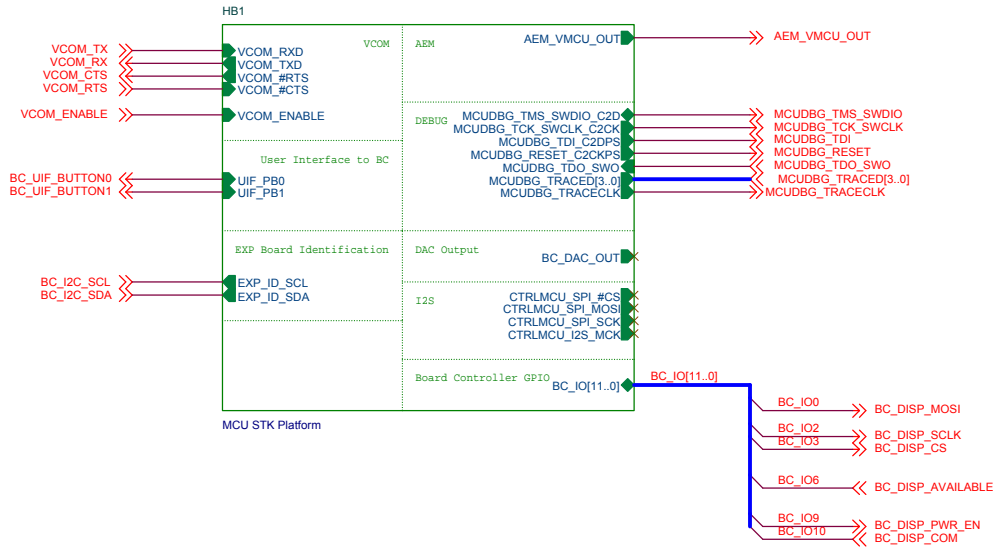 HB1
VCOM
AEM
AEM_VMCU_OUT
AEM_VMCU_OUT
VCOM_TX
VCOM_RXD
VCOM_RX
VCOM_TXD
VCOM_CTS
VCOM_#RTS
VCOM_RTS
VCOM_#CTS
VCOM_ENABLE
VCOM_ENABLE
DEBUG
MCUDBG_TMS_SWDIO_C2D
MCUDBG_TMS_SWDIO
MCUDBG_TCK_SWCLK_C2CK
MCUDBG_TCK_SWCLK
MCUDBG_TDI_C2DPS
MCUDBG_TDI
MCUDBG_RESET_C2CKPS
MCUDBG_RESET
MCUDBG_TDO_SWO
MCUDBG_TDO_SWO
MCUDBG_TRACED[3..0]
MCUDBG_TRACED[3..0]
MCUDBG_TRACECLK
MCUDBG_TRACECLK
User Interface to BC
BC_UIF_BUTTON0
UIF_PB0
BC_UIF_BUTTON1
UIF_PB1
EXP Board Identification
DAC Output
BC_DAC_OUT
BC_I2C_SCL
EXP_ID_SCL
BC_I2C_SDA
EXP_ID_SDA
I2S
CTRLMCU_SPI_#CS
CTRLMCU_SPI_MOSI
CTRLMCU_SPI_SCK
CTRLMCU_I2S_MCK
Board Controller GPIO
BC_IO[11..0]
BC_IO[11..0]
MCU STK Platform
BC_IO0
BC_DISP_MOSI
BC_IO2
BC_DISP_SCLK
BC_IO3
BC_DISP_CS
BC_IO6
BC_DISP_AVAILABLE
BC_IO9
BC_DISP_PWR_EN
BC_IO10
BC_DISP_COM